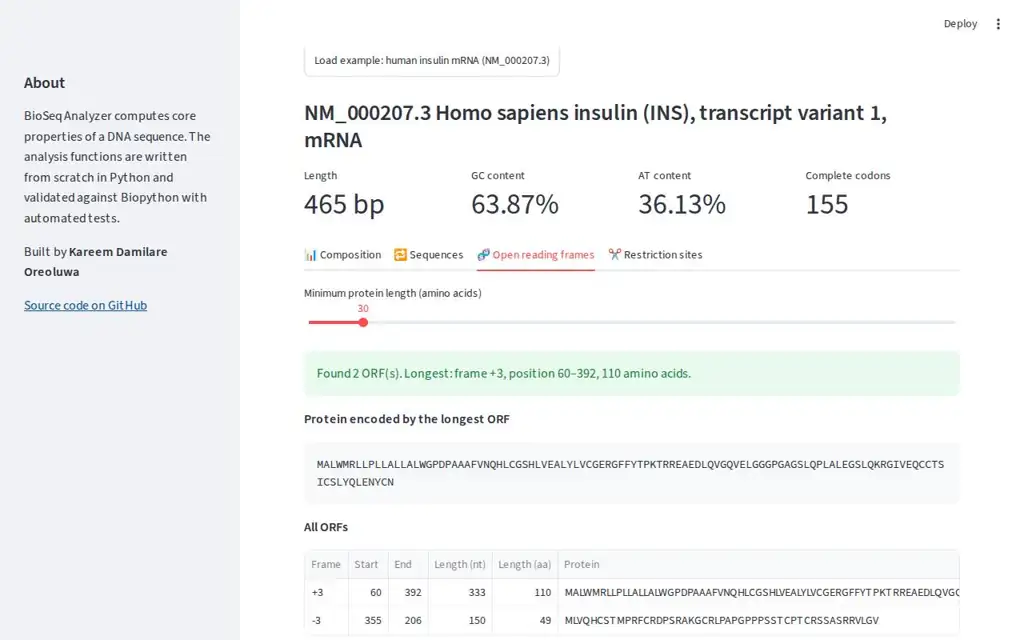 Deploy
About
BioSeq Analyzer computes core
properties of a DNA sequence. The
analysis functions are written
from scratch in Python and
validated against Biopython with
automated tests.
Built by Kareem Damilare
Oreoluwa
Source code on GitHub
Load example: human insulin mRNA (NM_000207.3)
NM_000207.3 Homo sapiens insulin (INS), transcript variant 1,
mRNA
Length GC content AT content Complete codons
465 bp 63.87% 36.13% 155
Composition Sequences Open reading frames Restriction sites
Minimum protein length (amino acids)
30
Found 2 ORF(s). Longest: frame +3, position 60–392, 110 amino acids.
Protein encoded by the longest ORF
MALWMRLLPLLALLALWGPDPAAAFVNQHLCGSHLVEALYLVCGERGFFYTPKTRREAEDLQVGQVELGGGPGAGSLQPLALEGSLQKRGIVEQCCTS
ICSLYQLENYCN
All ORFs
Frame Start End Length (nt) Length (aa) Protein
+3 60 392 333 110 MALWMRLLPLLALLALWGPDPAAAFVNQHLCGSHLVEALYLVCGERGFFYTPKTRREAEDLQVG
-3 355 206 150 49 MLVQHCSTMPRFCRDPSRAKGCRLPAPGPPPSSTCPTCRSSASRRVLGV